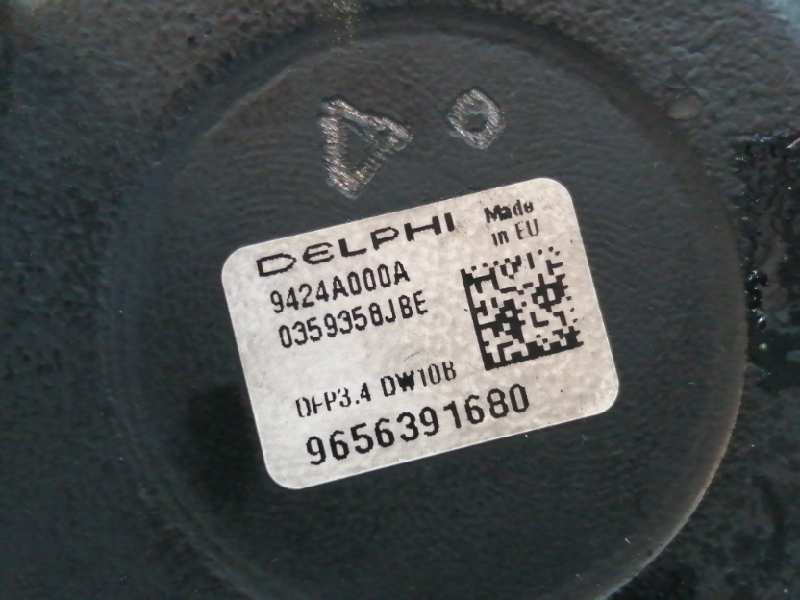 DELPHI
Made
in EU
9424A000A
0359358JBE
DFP3.4 DW10B
9656391680